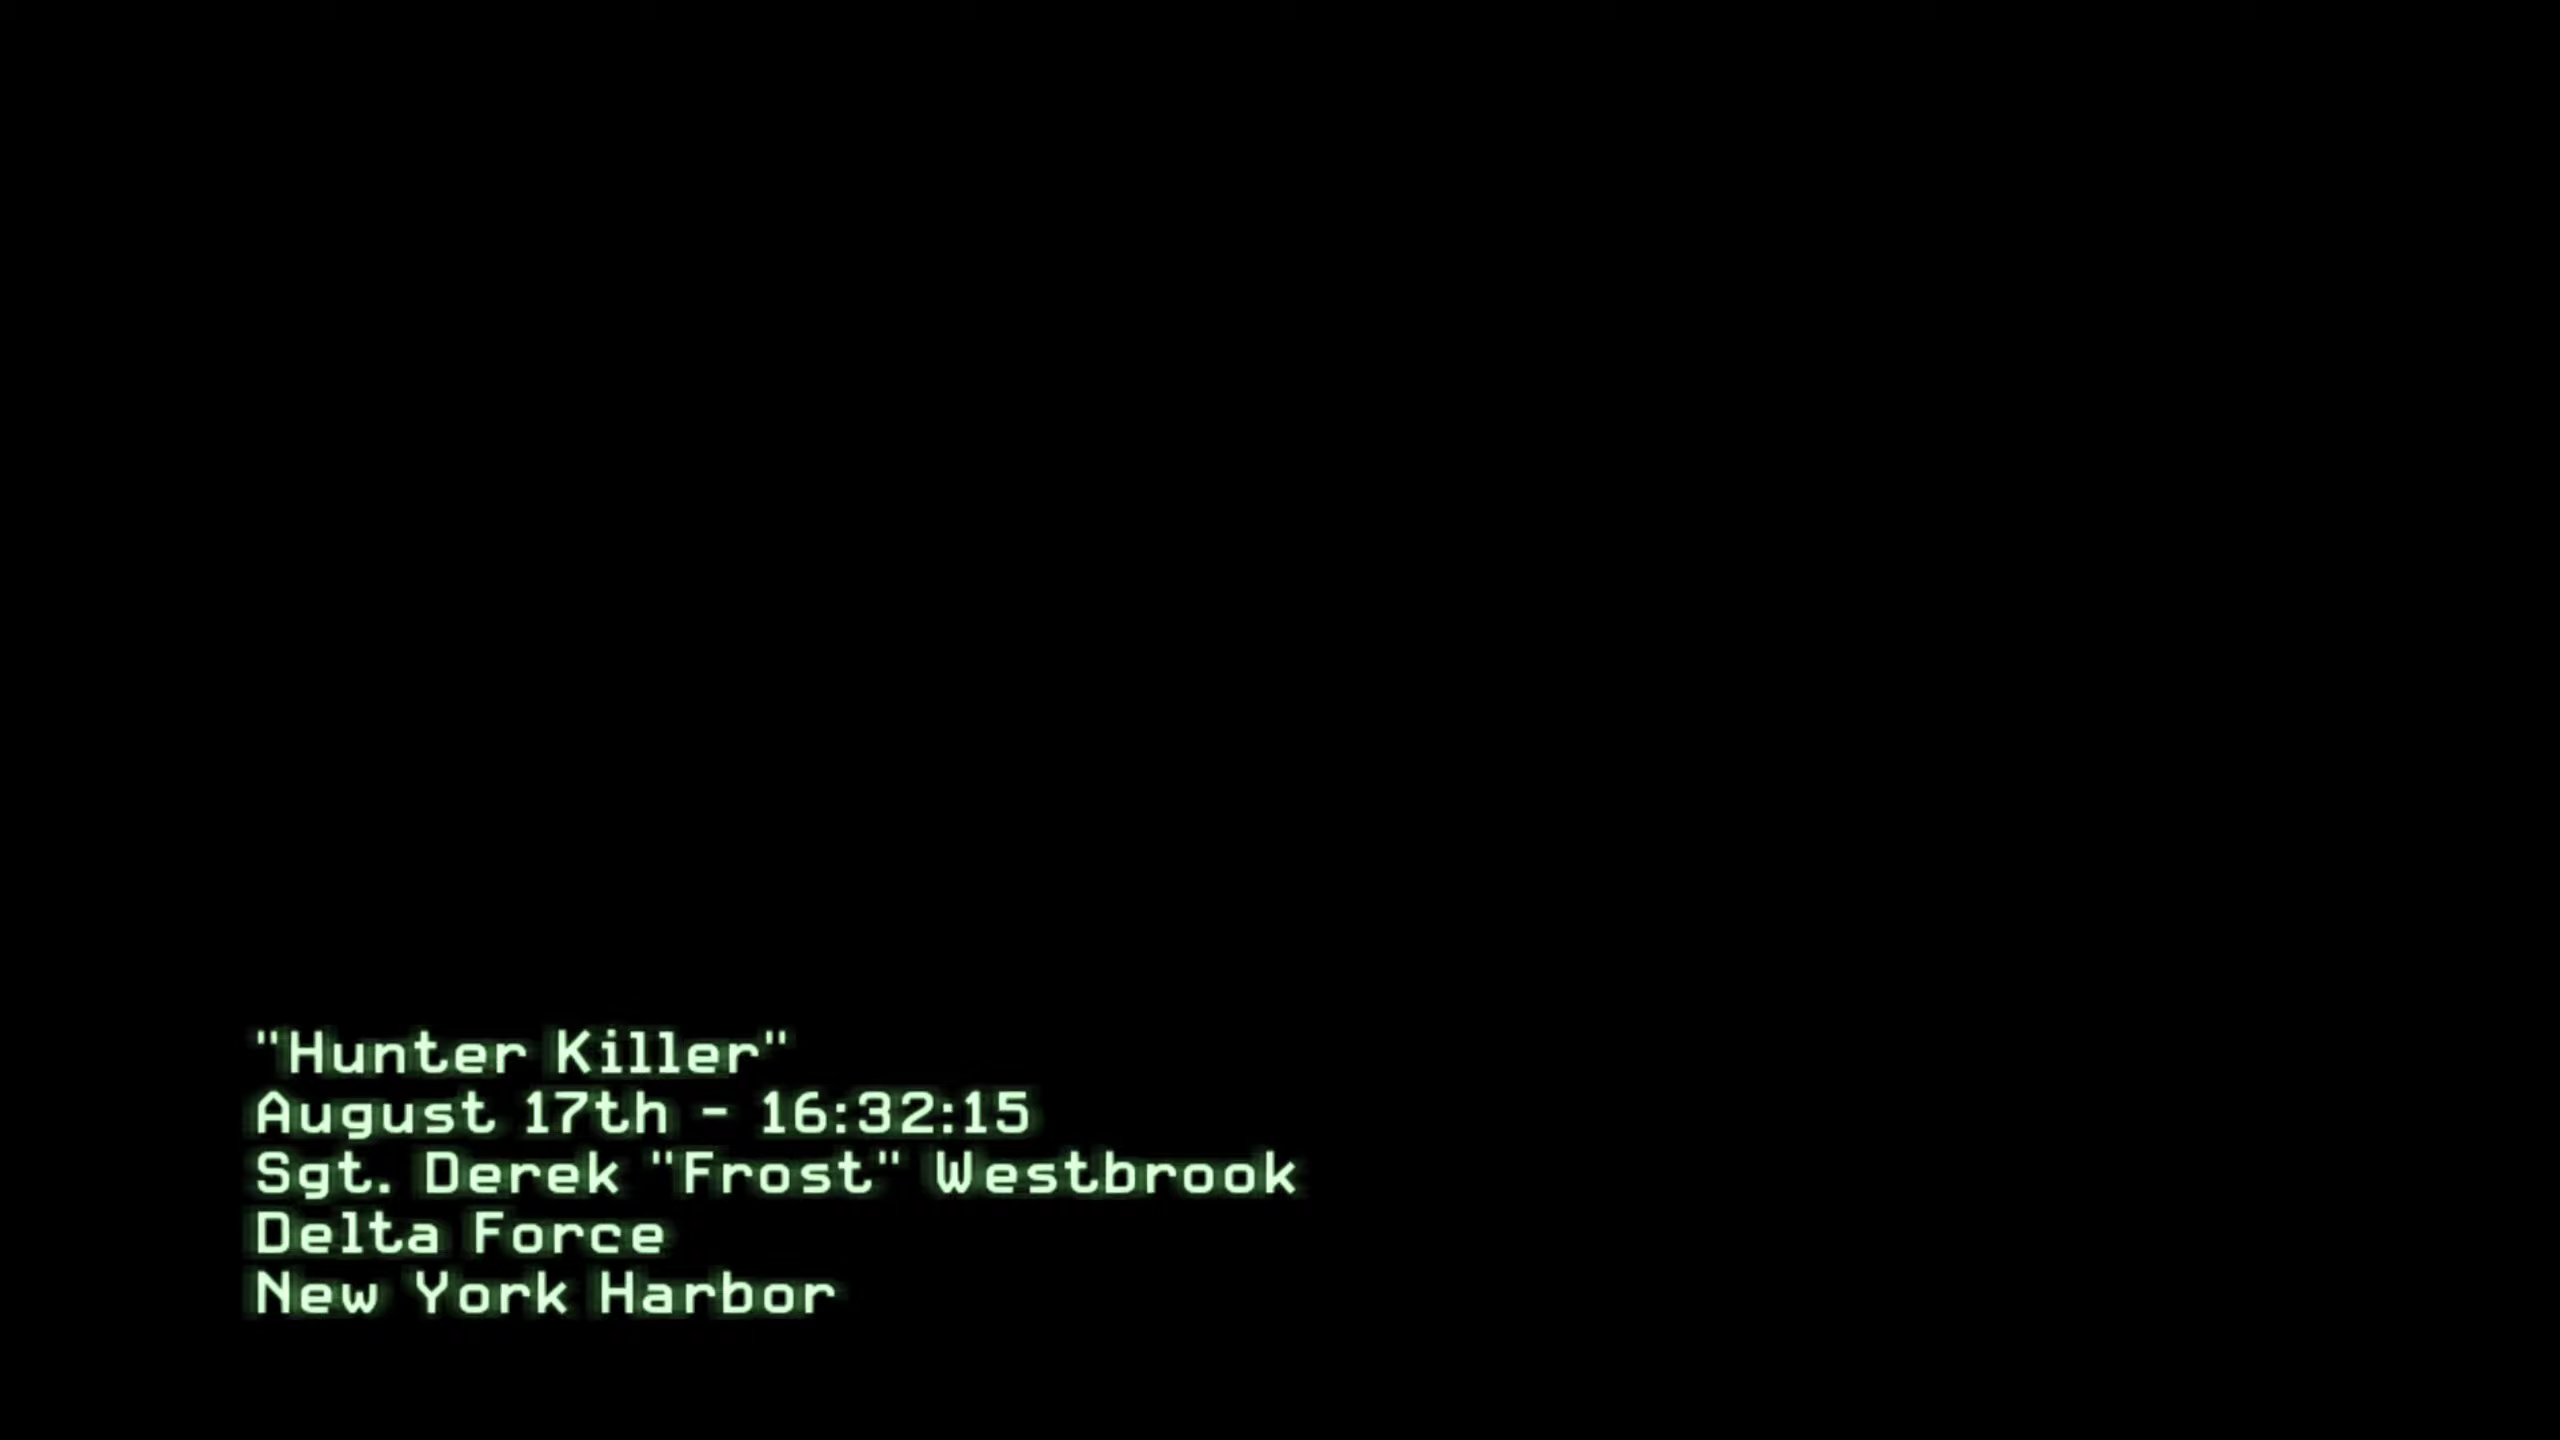 "Hunter Killer"
August 17th - 16:32:15
Sgt. Derek "Frost" Westbrook
Delta Force
New York Harbor